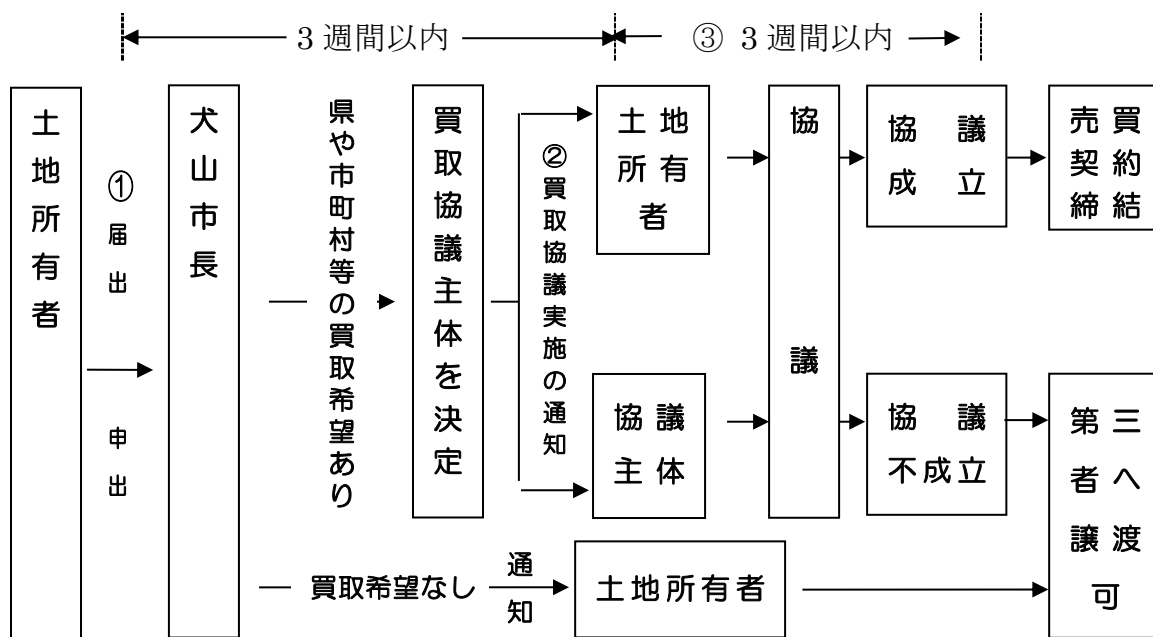 3週間以内
③ 3週間以内
土地所有者
①届出
申出
犬山市長
県や市町村等の買取希望あり
買取協議主体を決定
②買取協議実施の通知
土地
所有
者
協議
主体
協議
協議
成立
協議
不成立
売買
契約
締結
第三
者へ
譲渡
可
買取希望なし
通知
土地所有者